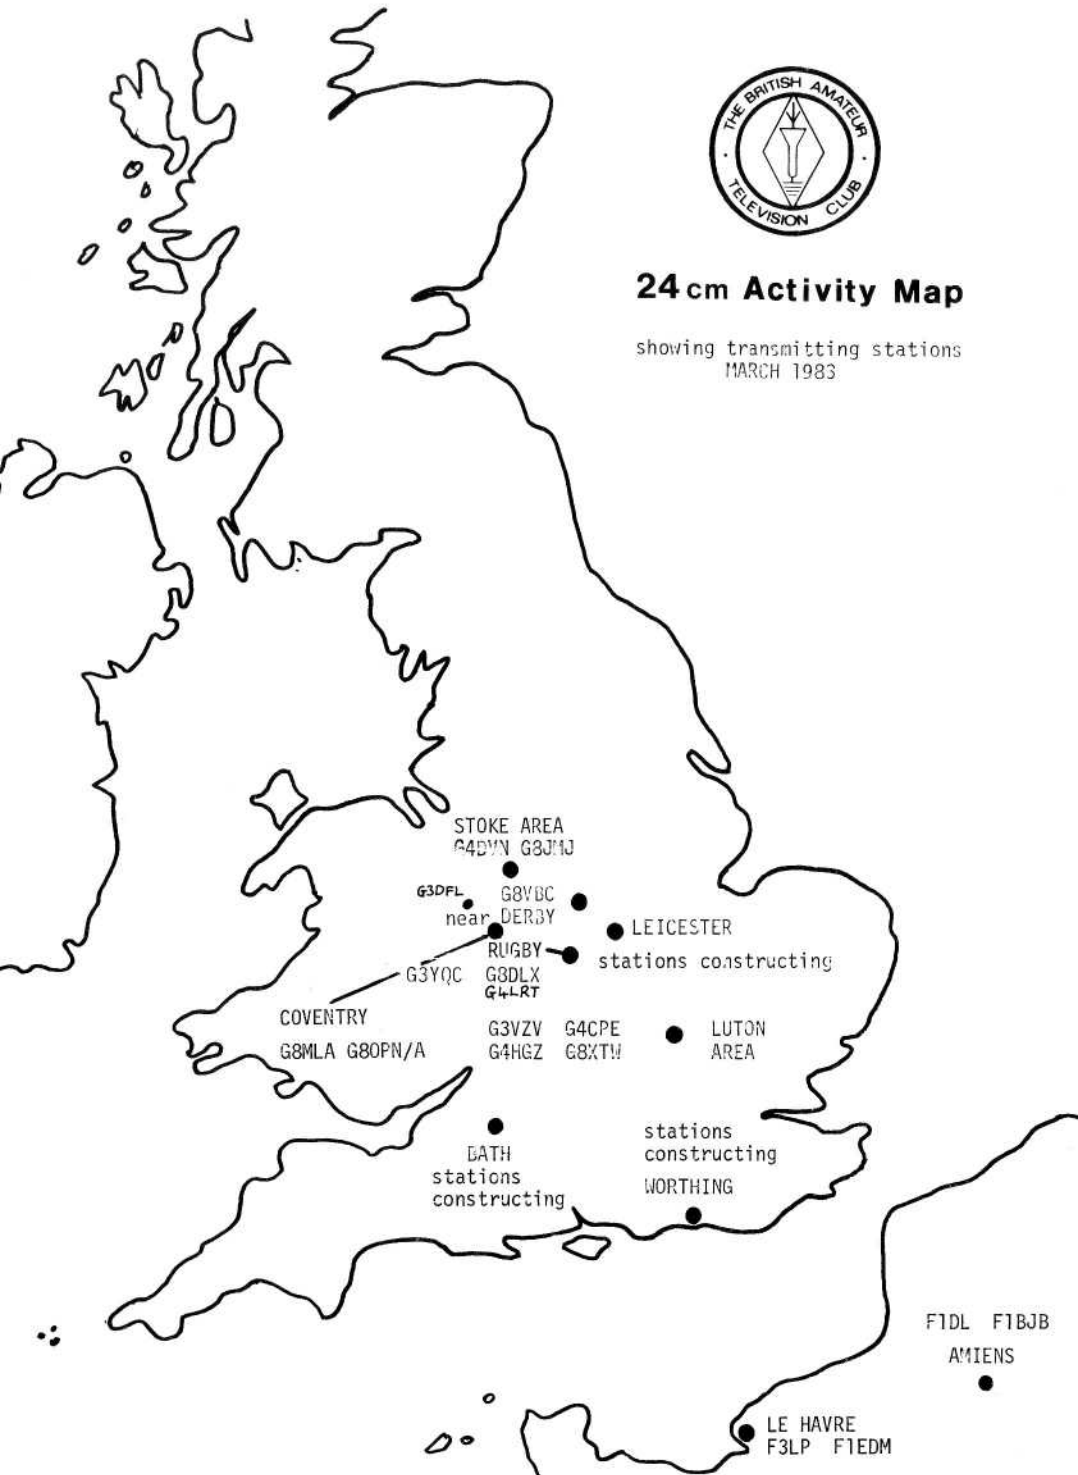 THE BRITISH AMATEUR
TELEVISION CLUB
24cm Activity Map
showing transmitting stations
MARCH 1983
STOKE AREA
G4DVN G8JMJ
G3DFL
G8VBC
near DERBY
LEICESTER
stations constructing
RUGBY
G3YQC G8DLX
G4LRT
COVENTRY
G8MLA G8OPN/A
G3VZV G4CPE
G4HGZ G8XTW
LUTON
AREA
BATH
stations
constructing
stations
constructing
WORTHING
F1DL F1BJB
AMIENS
LE HAVRE
F3LP F1EDM